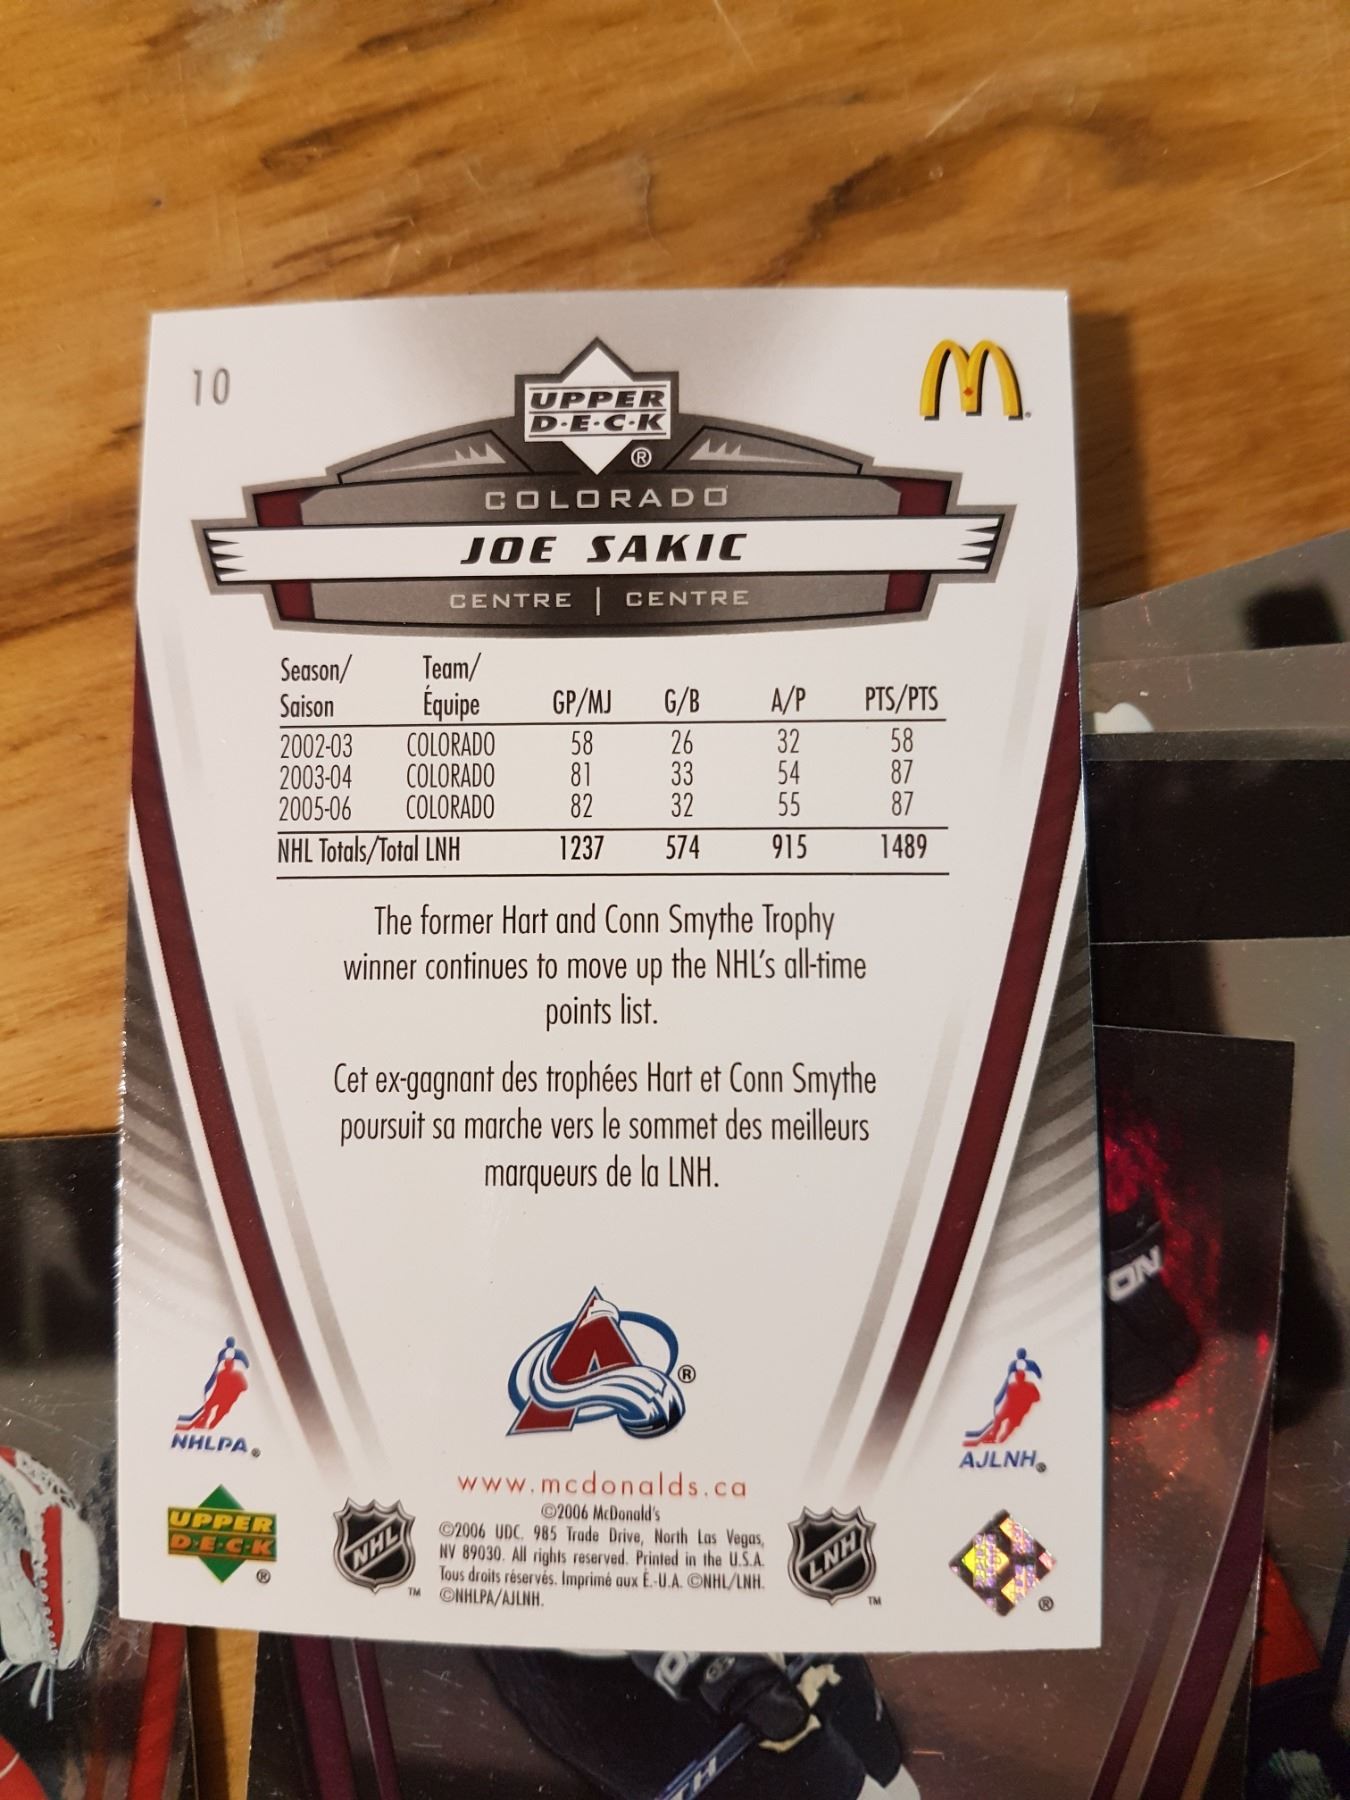 10
UPPER
D·E·C·K
®
COLORADO
JOE SAKIC
CENTRE | CENTRE
Season/ Team/
Saison Équipe GP/MJ G/B A/P PTS/PTS
2002-03 COLORADO 58 26 32 58
2003-04 COLORADO 81 33 54 87
2005-06 COLORADO 82 32 55 87
NHL Totals/Total LNH 1237 574 915 1489
The former Hart and Conn Smythe Trophy
winner continues to move up the NHL's all-time
points list.
Cet ex-gagnant des trophées Hart et Conn Smythe
poursuit sa marche vers le sommet des meilleurs
marqueurs de la LNH.
®
NHLPA®
AJLNH®
www.mcdonalds.ca
©2006 McDonald's
©2006 UDC. 985 Trade Drive, North Las Vegas,
NV 89030. All rights reserved. Printed in the U.S.A.
Tous droits réservés. Imprimé aux É.-U.A. ©NHL/LNH.
©NHLPA/AJLNH.
UPPER
D·E·C·K
®
NHL
TM
LNH
TM
®